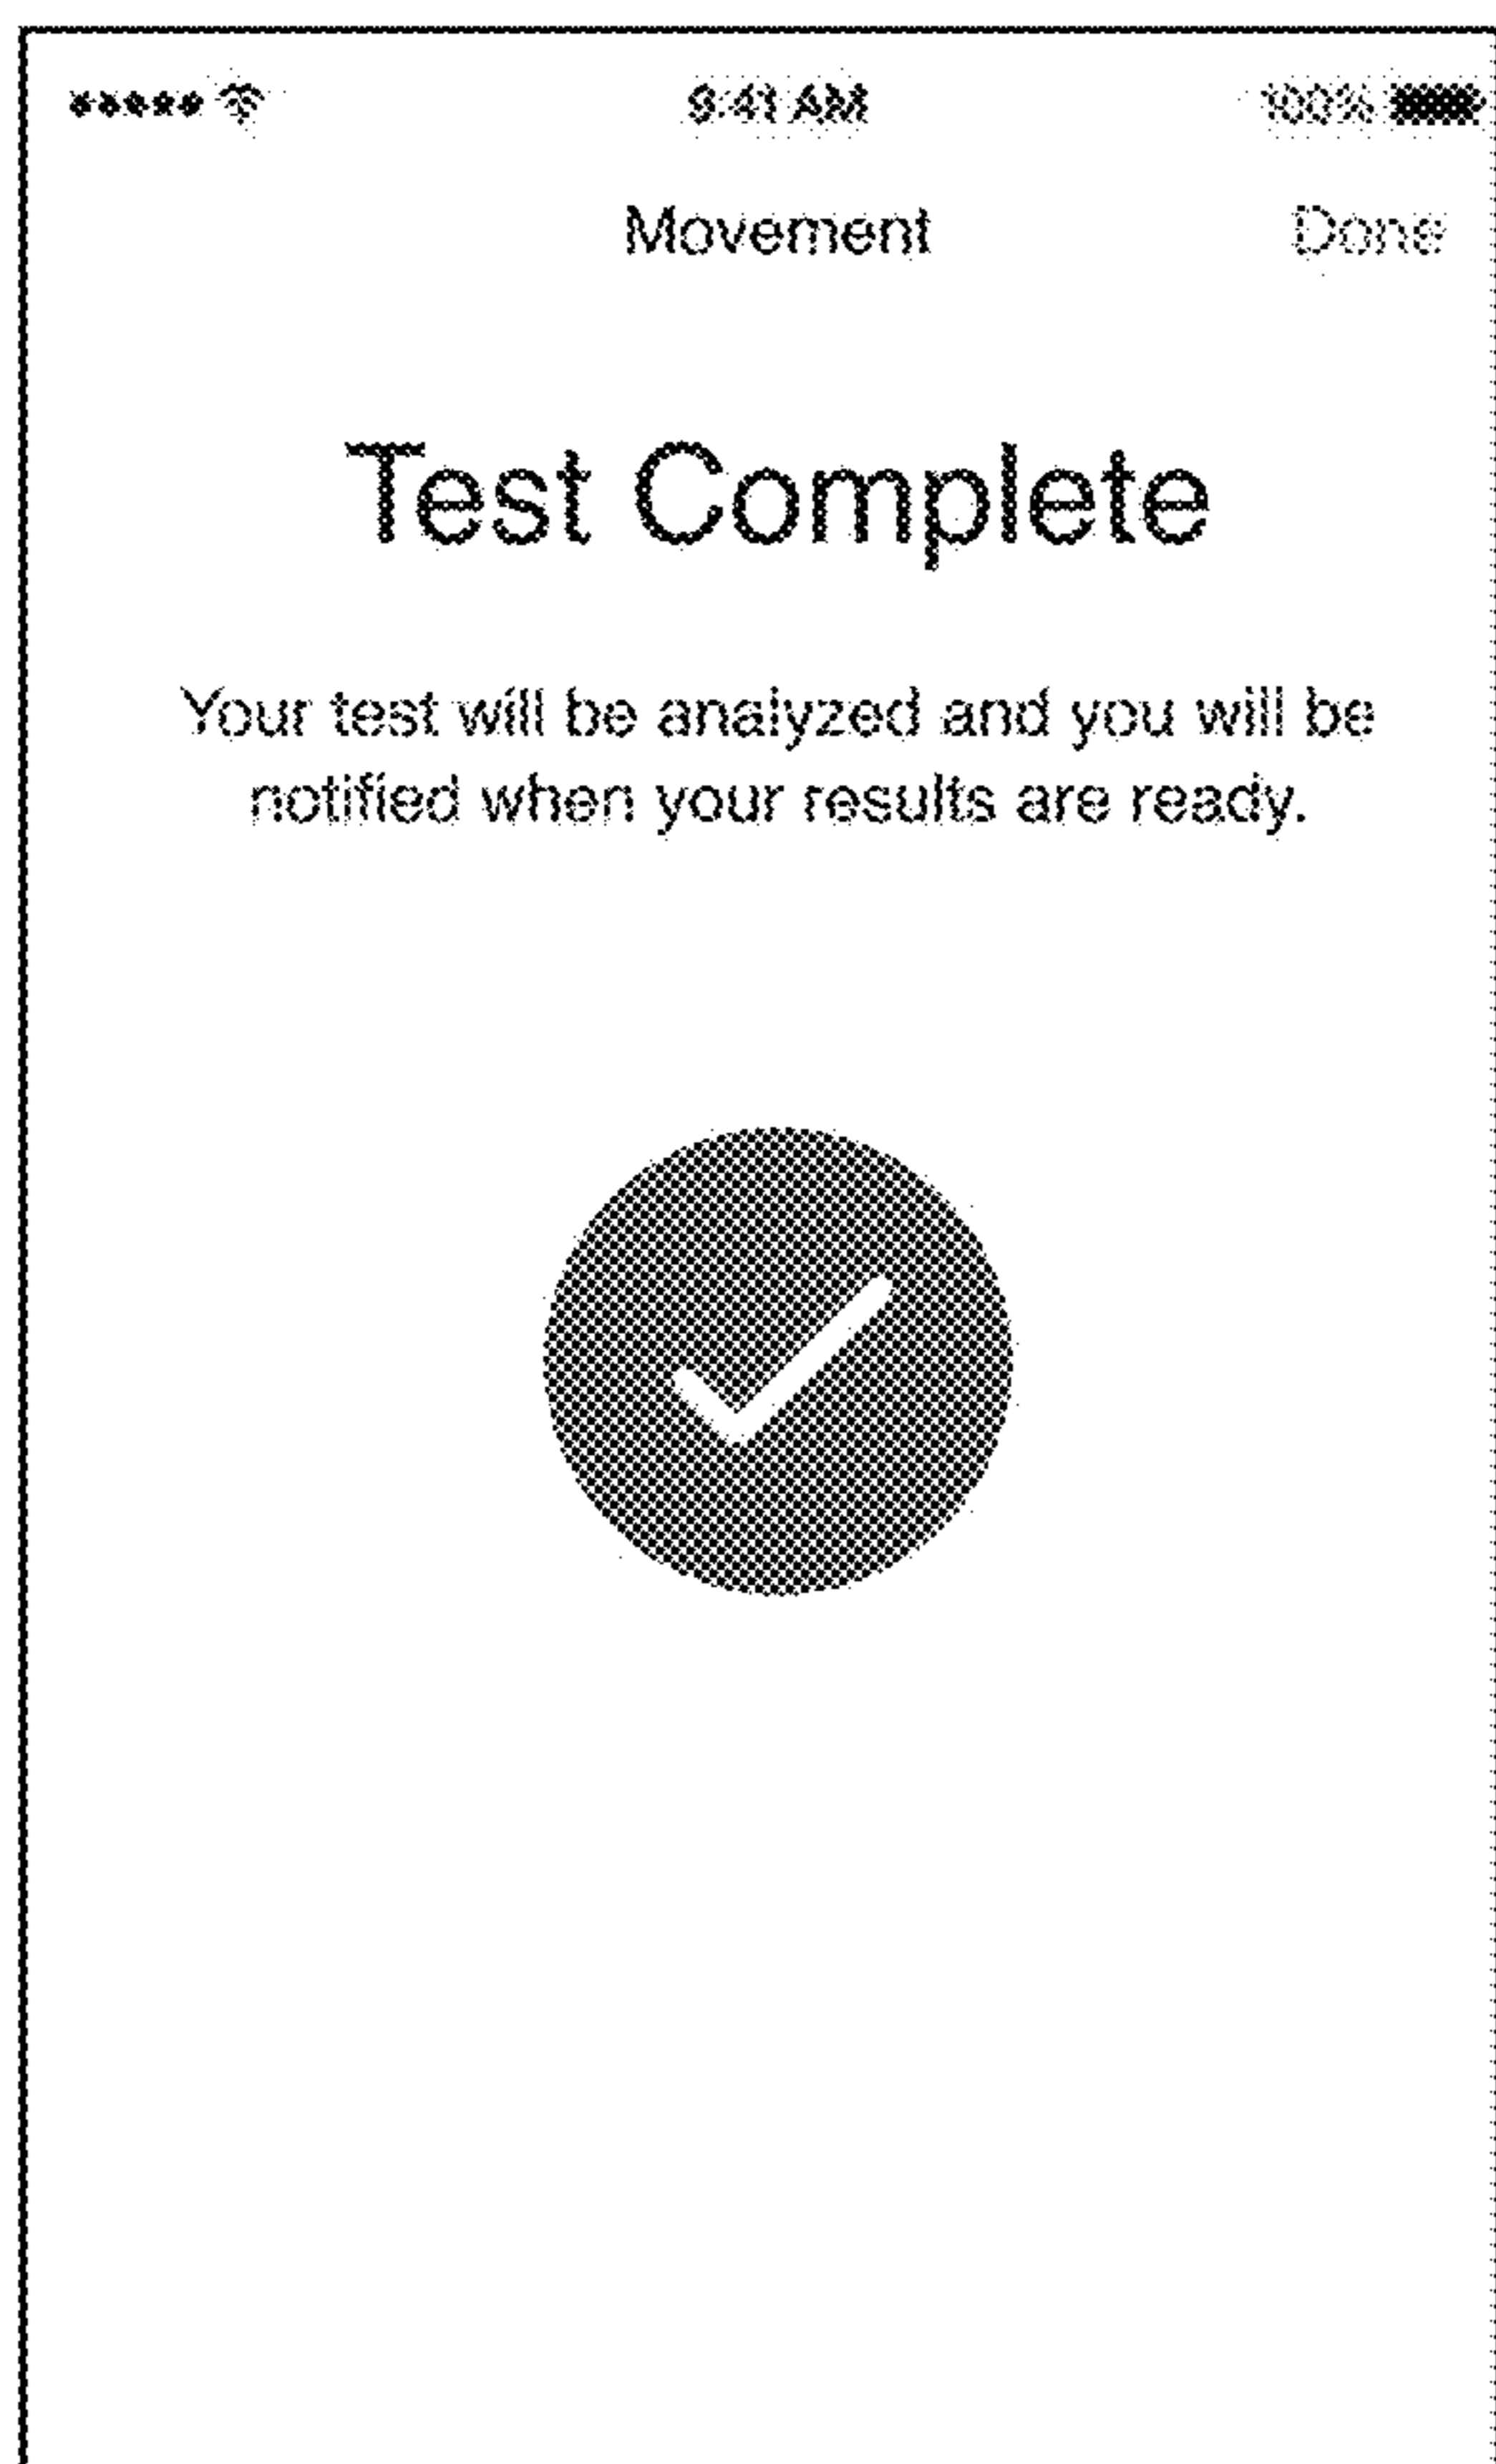 9:41 AM 100%
Movement Done
Test Complete
Your test will be analyzed and you will be
notified when your results are ready.